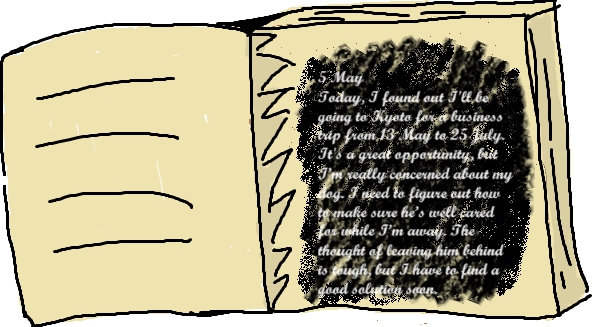 5 May
Today, I found out I'll be
going to Kyoto for a business
trip from 13 May to 25 July.
It's a great opportunity, but
I'm really concerned about my
dog. I need to figure out how
to make sure he's well cared
for while I'm away. The
thought of leaving him behind
is tough, but I have to find a
good solution soon.